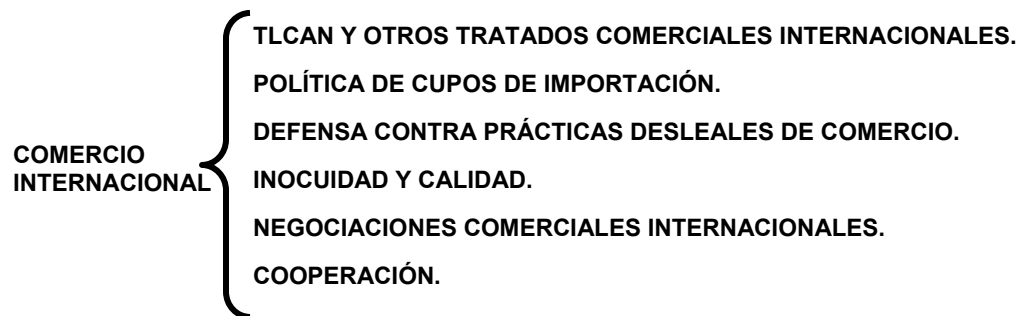 COMERCIO
INTERNACIONAL
TLCAN Y OTROS TRATADOS COMERCIALES INTERNACIONALES.
POLÍTICA DE CUPOS DE IMPORTACIÓN.
DEFENSA CONTRA PRÁCTICAS DESLEALES DE COMERCIO.
INOCUIDAD Y CALIDAD.
NEGOCIACIONES COMERCIALES INTERNACIONALES.
COOPERACIÓN.